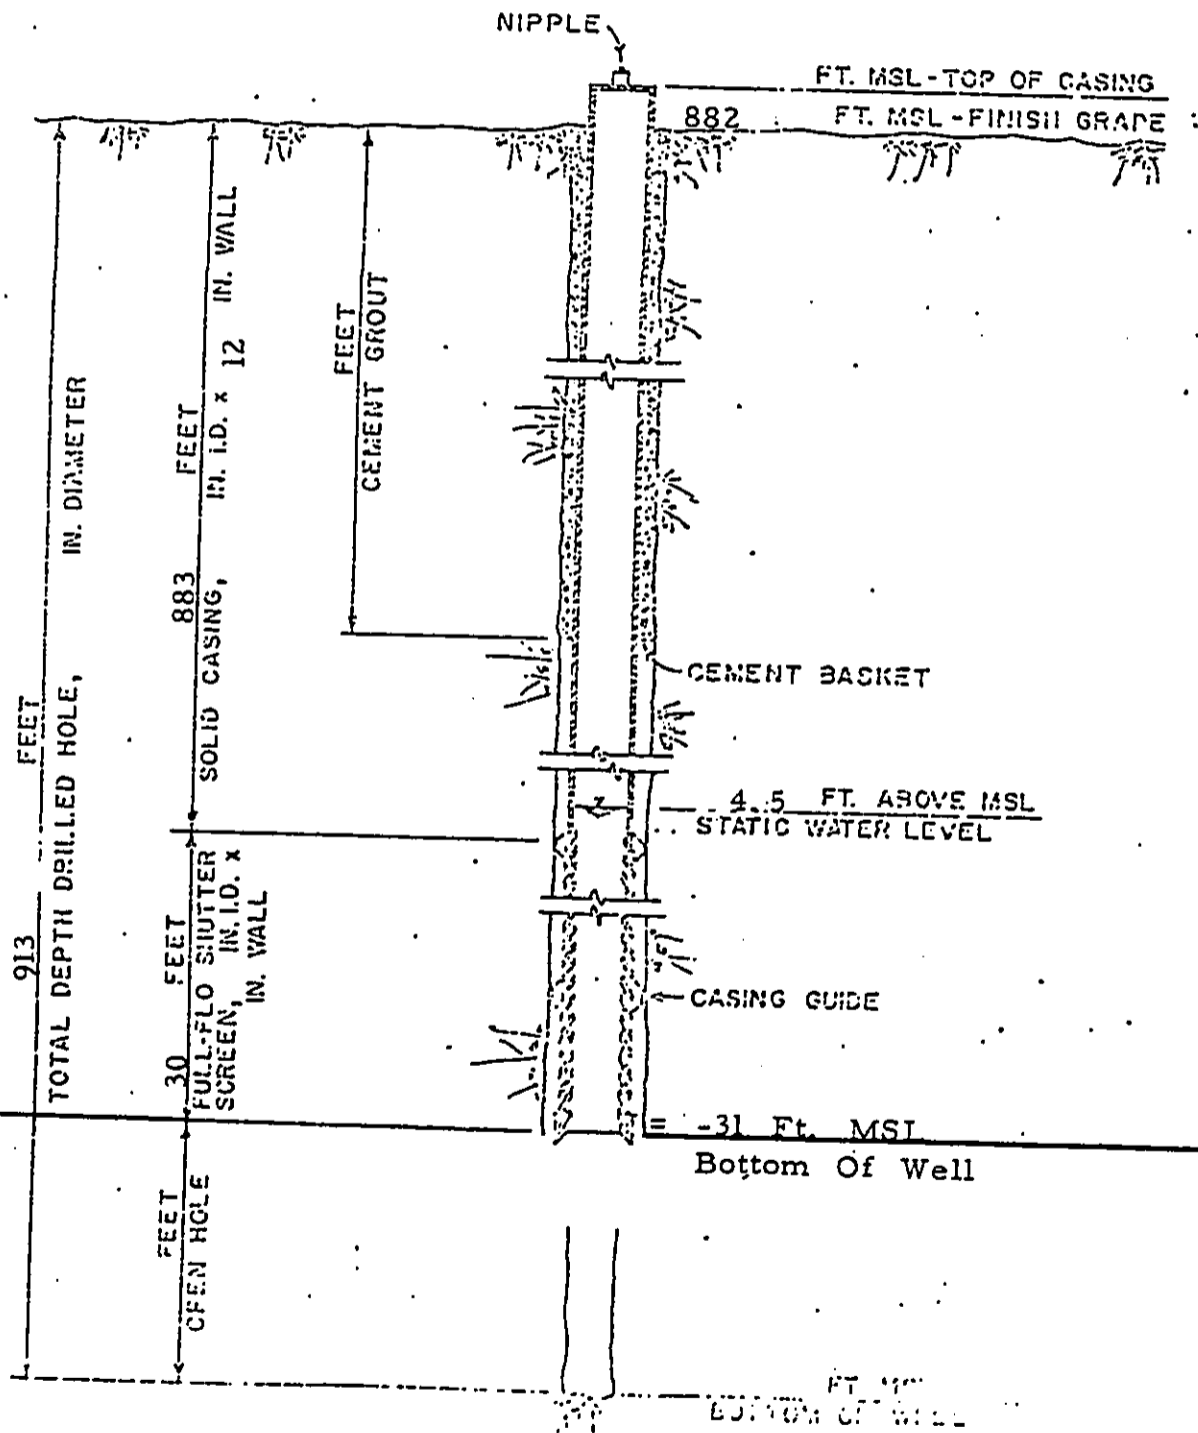 NIPPLE
FT. MSL-TOP OF CASING
882 FT. MSL-FINISH GRADE
913 FEET
TOTAL DEPTH DRILLED HOLE, IN. DIAMETER
883 FEET
SOLID CASING, IN. I.D. x 12 IN. WALL
FEET
CEMENT GROUT
CEMENT BASKET
4.5 FT. ABOVE MSL
STATIC WATER LEVEL
30 FEET
FULL-FLO SHUTTER
SCREEN, IN. I.D. x
IN. WALL
CASING GUIDE
= -31 Ft. MSL
Bottom Of Well
FEET
OPEN HOLE
FT.
BOTTOM OF WELL